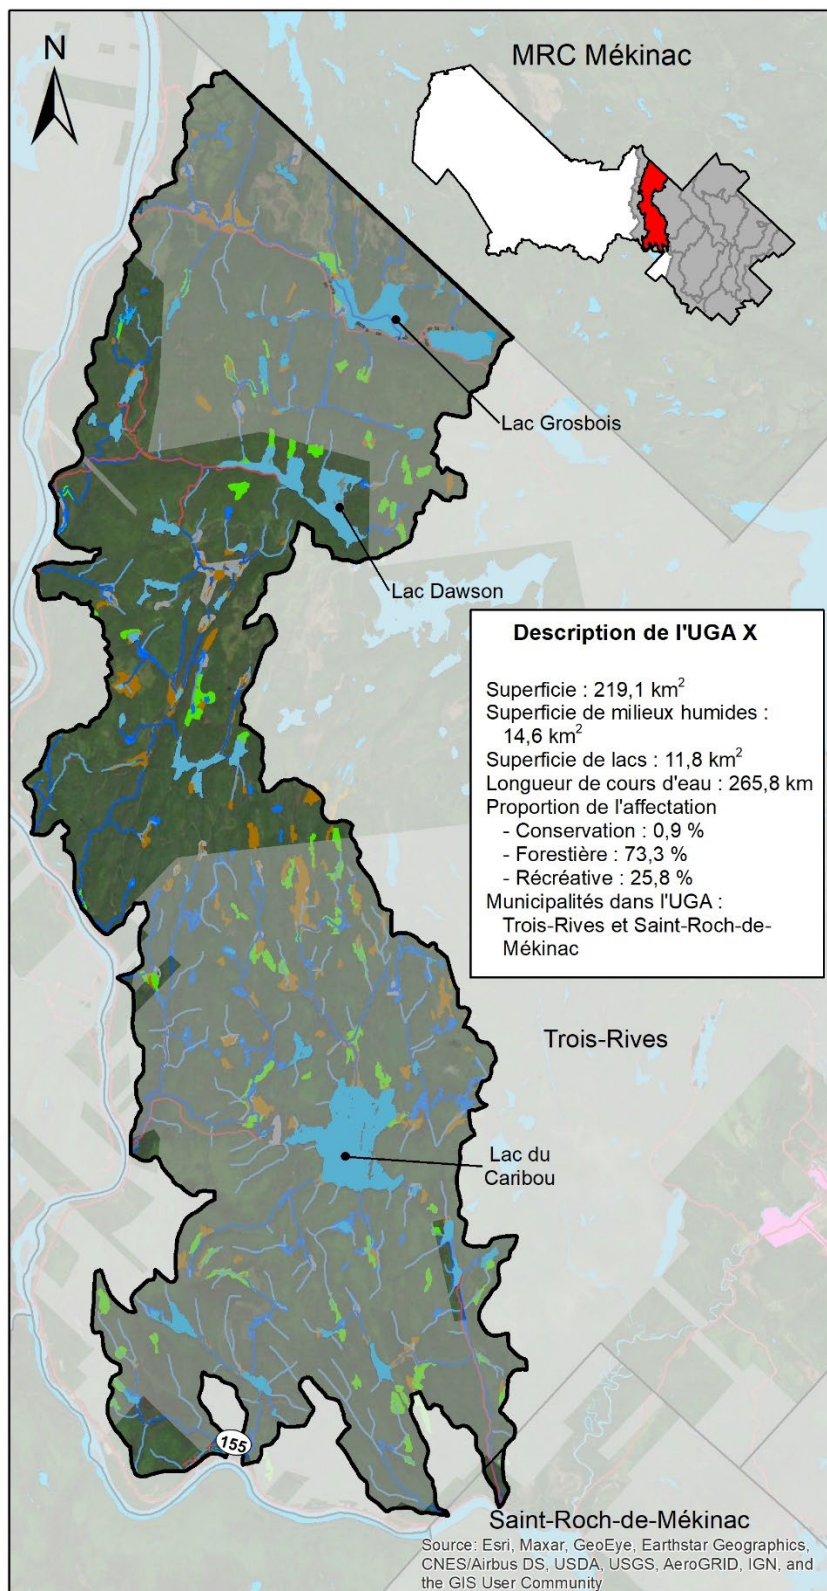 N
MRC Mékinac
Lac Grosbois
Lac Dawson
Description de l'UGA X
Superficie : 219,1 km²
Superficie de milieux humides :
14,6 km²
Superficie de lacs : 11,8 km²
Longueur de cours d'eau : 265,8 km
Proportion de l'affectation
- Conservation : 0,9 %
- Forestière : 73,3 %
- Récréative : 25,8 %
Municipalités dans l'UGA :
Trois-Rives et Saint-Roch-de-
Mékinac
Trois-Rives
Lac du
Caribou
155
Saint-Roch-de-Mékinac
Source: Esri, Maxar, GeoEye, Earthstar Geographics,
CNES/Airbus DS, USDA, USGS, AeroGRID, IGN, and
the GIS User Community